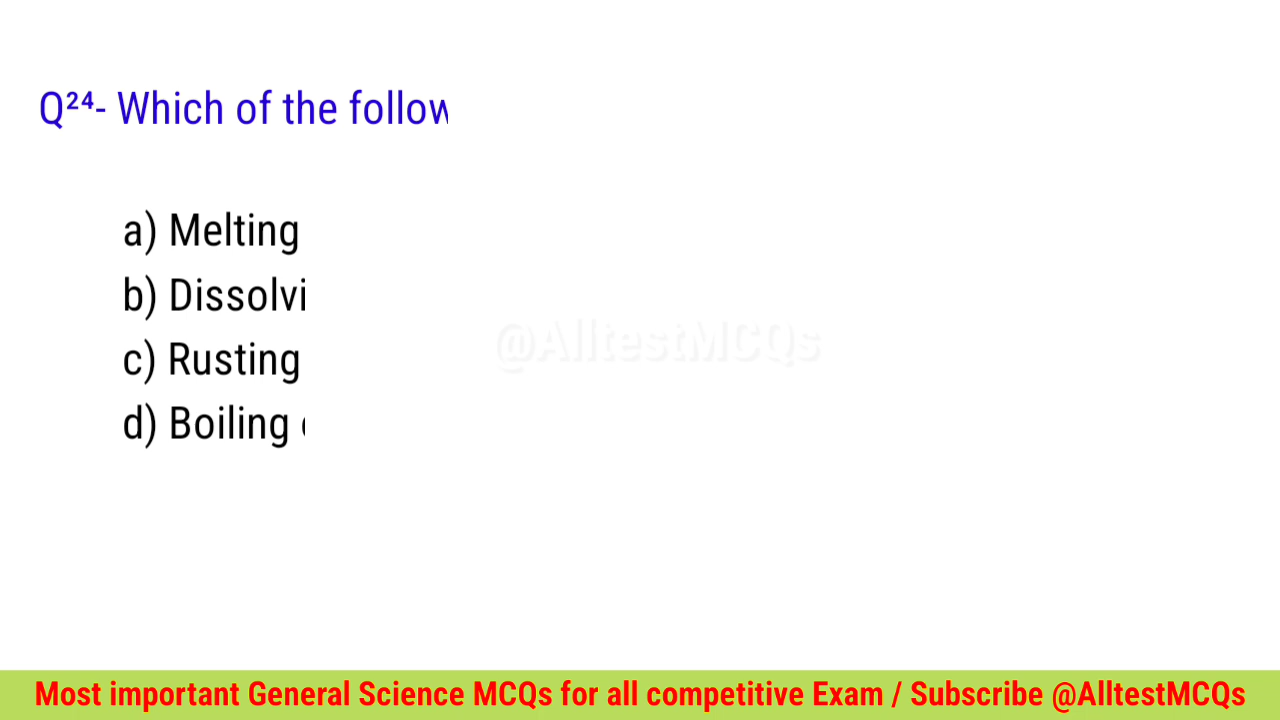 Q²⁴- Which of the follow
a) Melting
b) Dissolvi
c) Rusting
d) Boiling
@AlltestMCQs
Most important General Science MCQs for all competitive Exam / Subscribe @AlltestMCQs